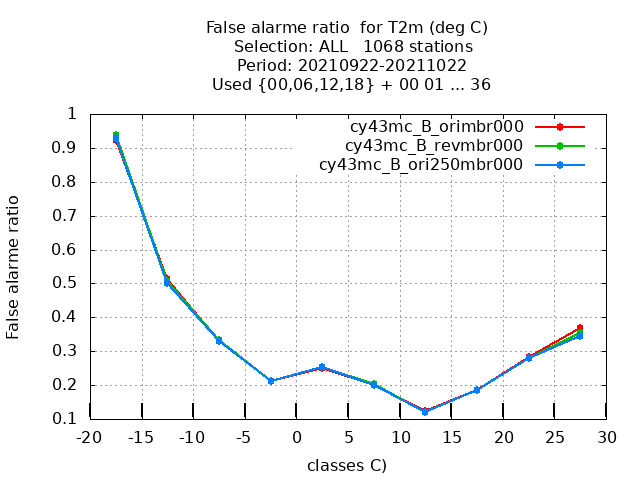 False alarme ratio  for T2m (deg C)
Selection: ALL   1068 stations
Period: 20210922-20211022
Used {00,06,12,18} + 00 01 ... 36
cy43mc_B_orimbr000
cy43mc_B_revmbr000
cy43mc_B_ori250mbr000
False alarme ratio
1
0.9
0.8
0.7
0.6
0.5
0.4
0.3
0.2
0.1
-20 -15 -10 -5 0 5 10 15 20 25 30
classes C)